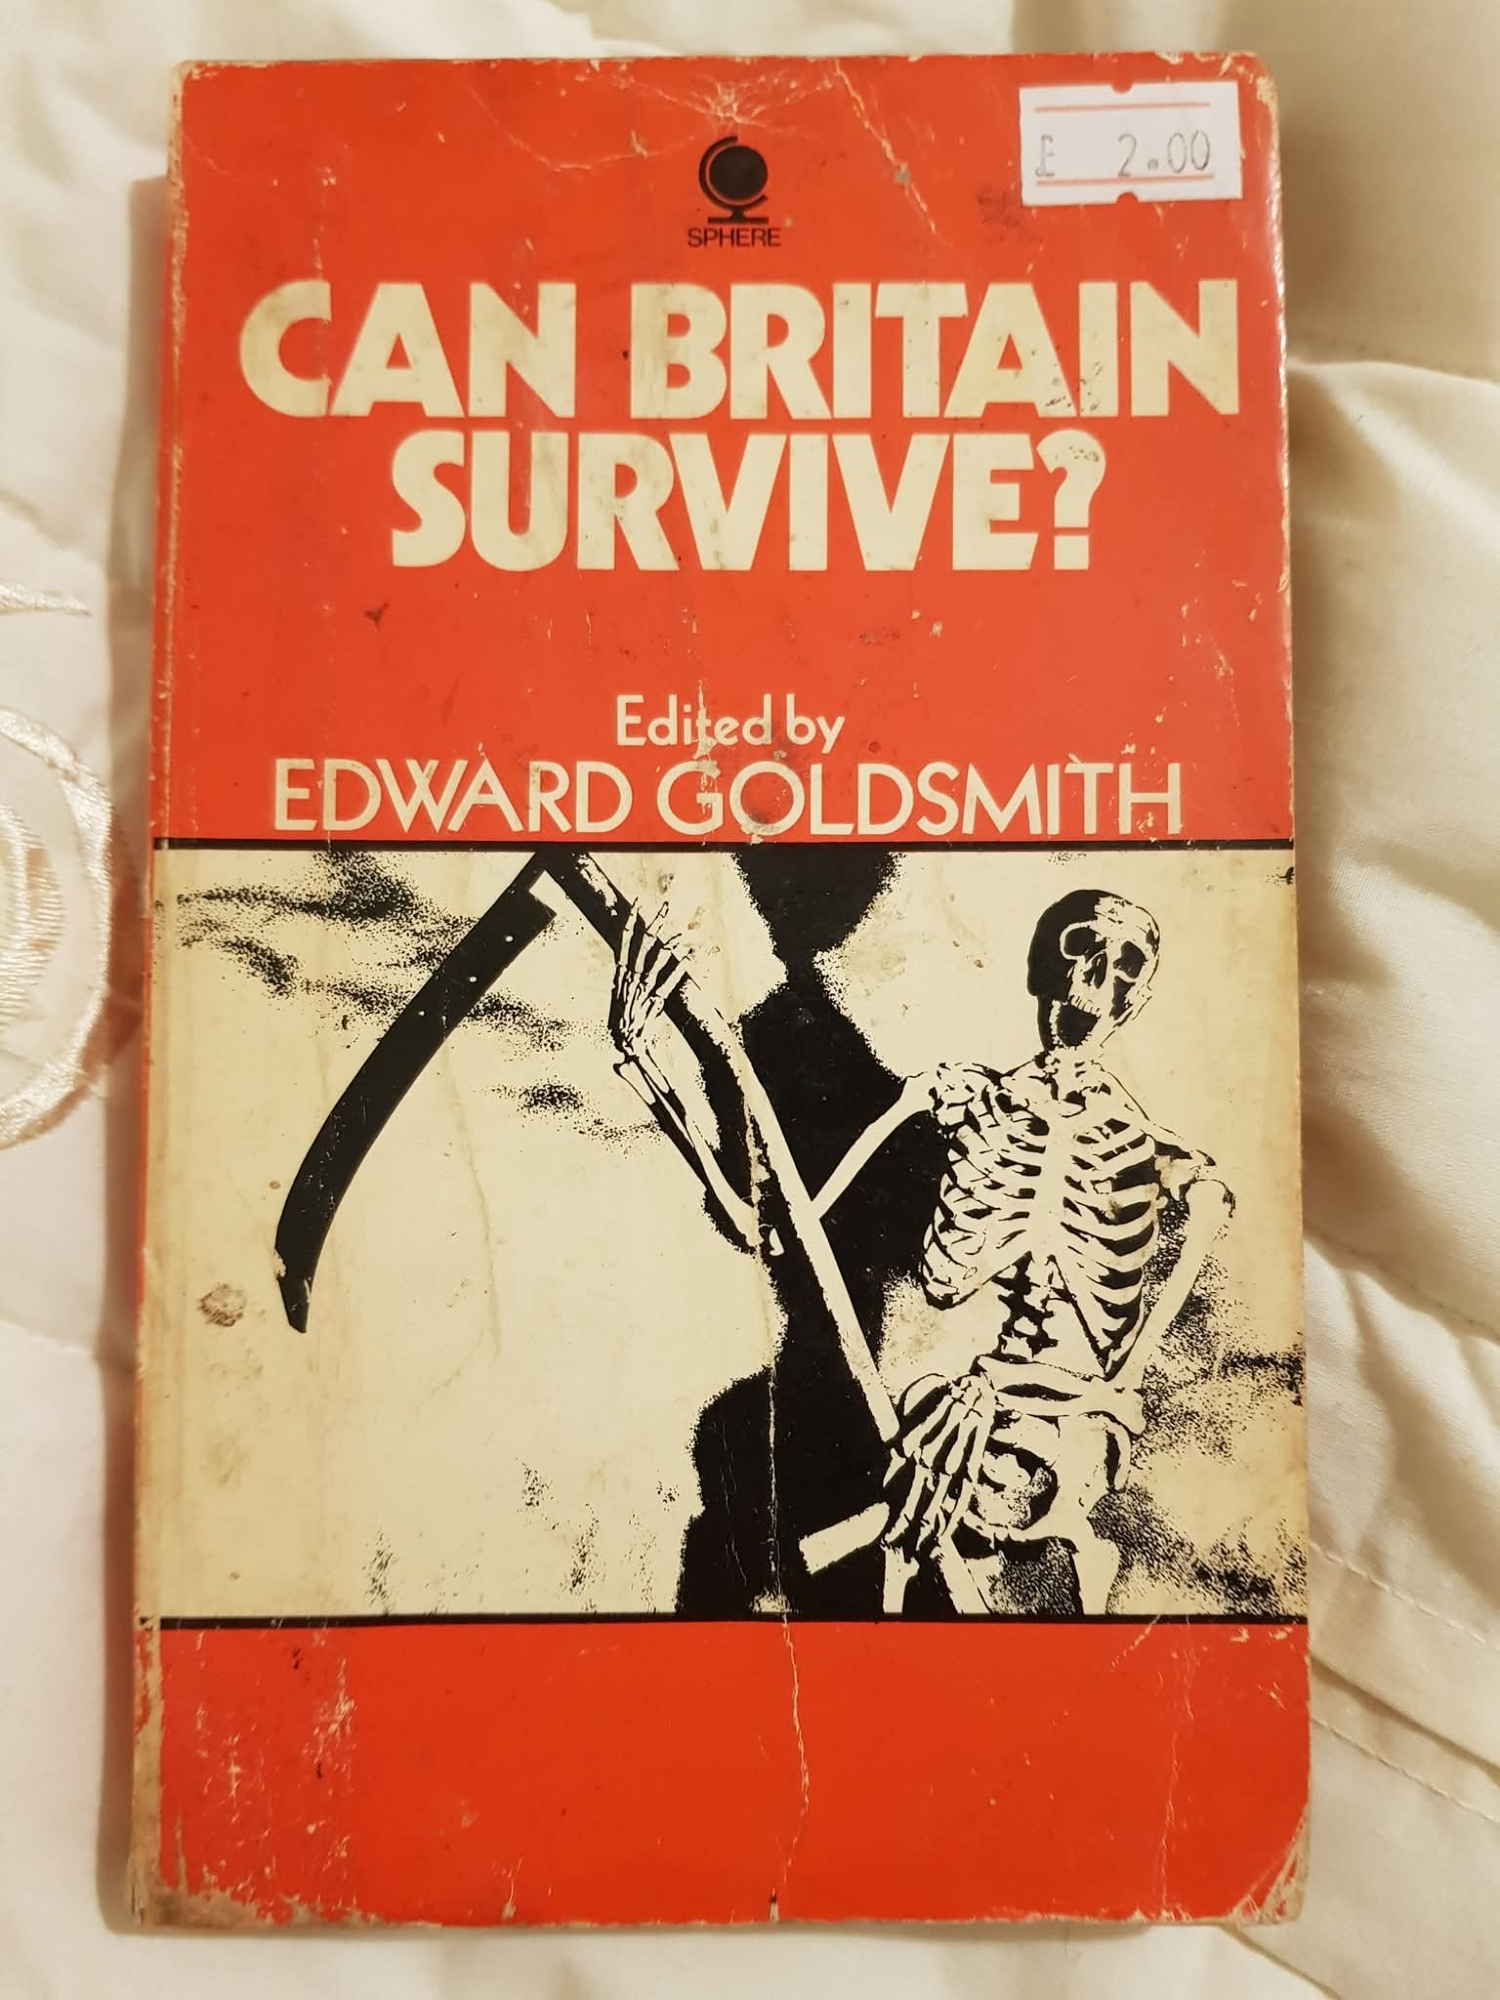 £ 2.00
SPHERE
CAN BRITAIN
SURVIVE?
Edited by
EDWARD GOLDSMITH